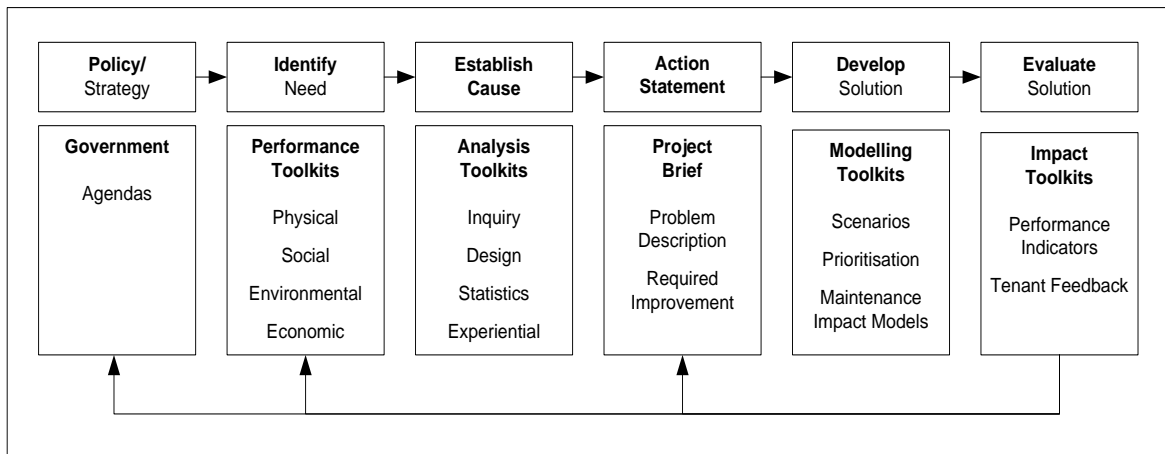 Policy/
Strategy
Identify
Need
Establish
Cause
Action
Statement
Develop
Solution
Evaluate
Solution
Government
Agendas
Performance
Toolkits
Physical
Social
Environmental
Economic
Analysis
Toolkits
Inquiry
Design
Statistics
Experiential
Project
Brief
Problem
Description
Required
Improvement
Modelling
Toolkits
Scenarios
Prioritisation
Maintenance
Impact Models
Impact
Toolkits
Performance
Indicators
Tenant Feedback